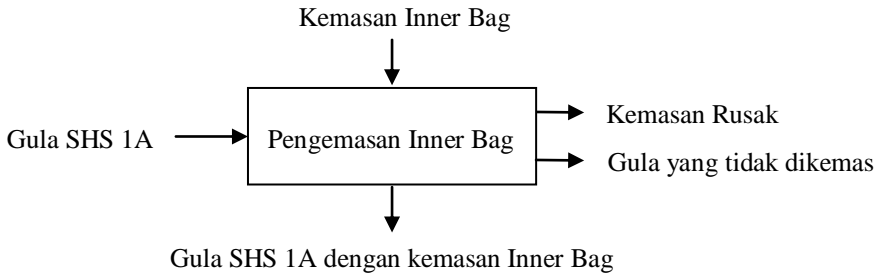 Kemasan Inner Bag
Gula SHS 1A
Pengemasan Inner Bag
Kemasan Rusak
Gula yang tidak dikemas
Gula SHS 1A dengan kemasan Inner Bag